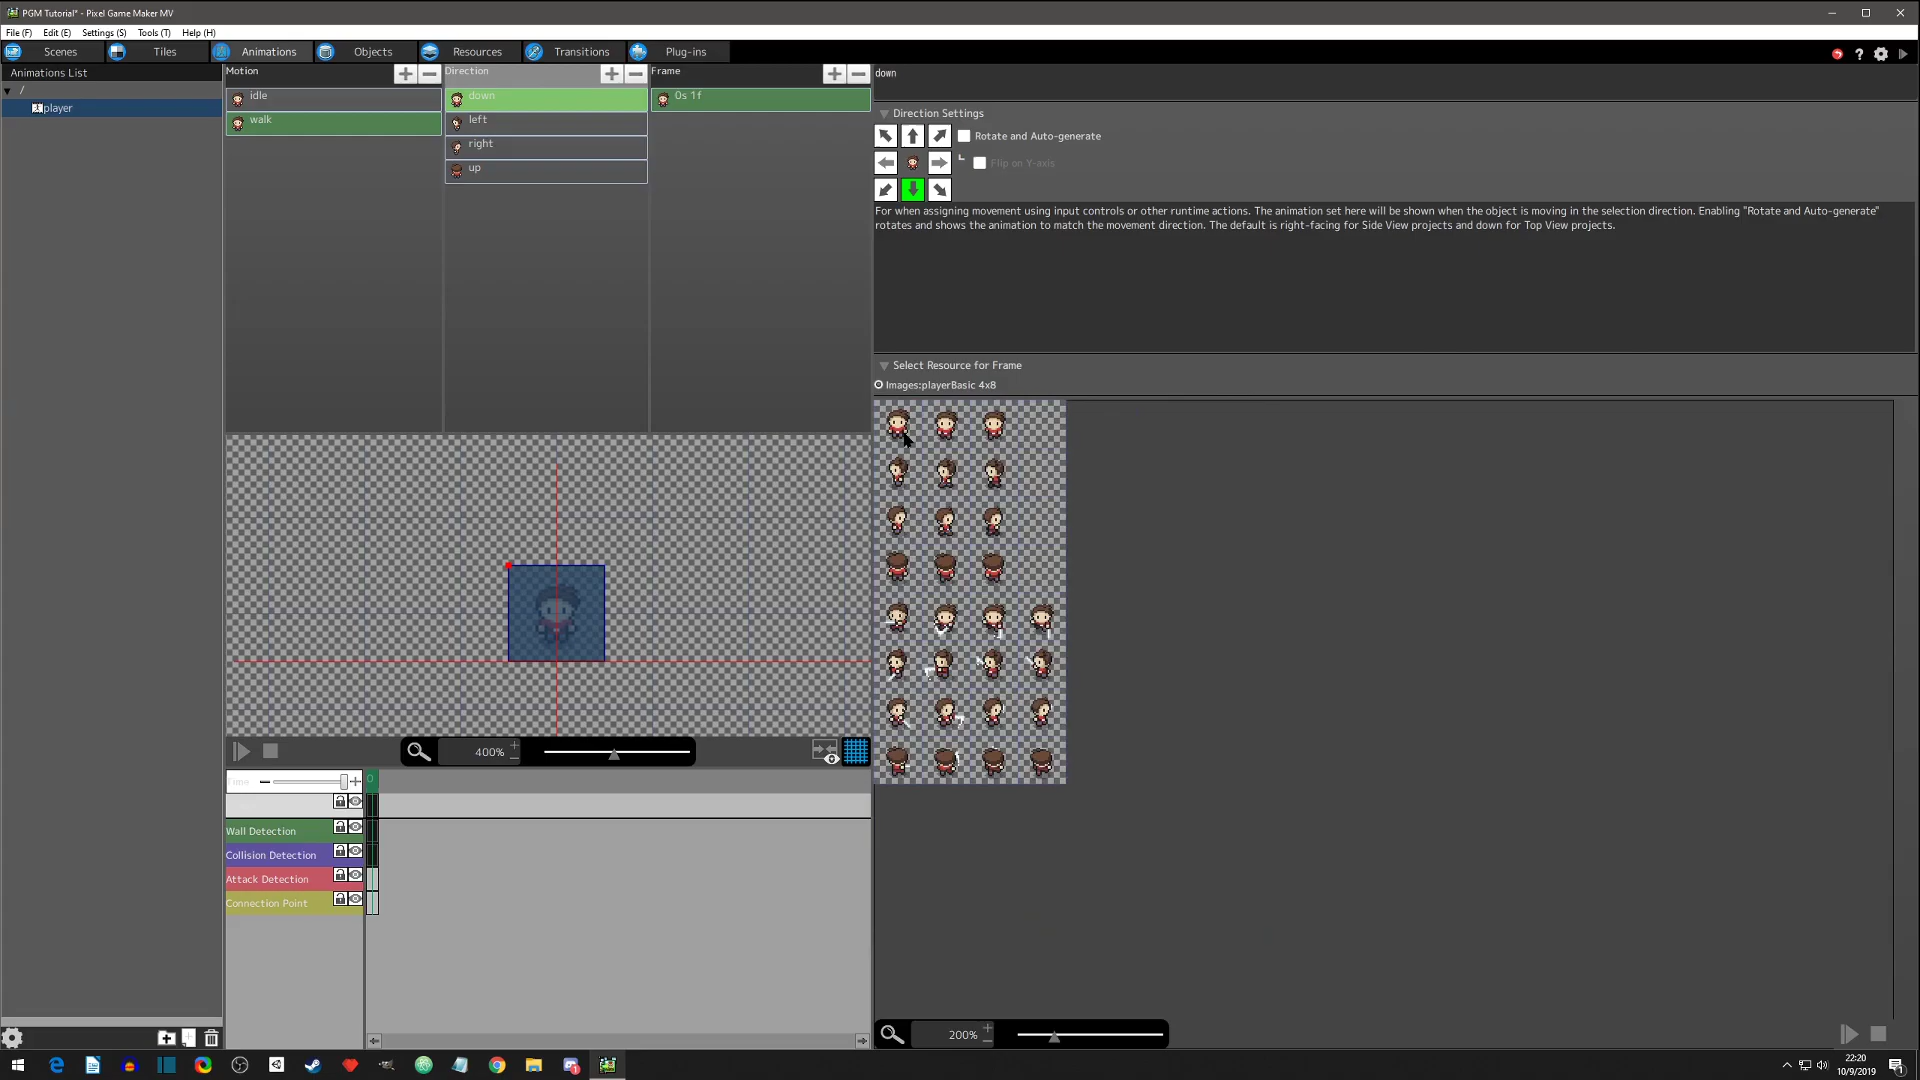 PGM Tutorial* - Pixel Game Maker MV
File (F) Edit (E) Settings (S) Tools (T) Help (H)
Scenes Tiles Animations Objects Resources Transitions Plug-ins
Animations List
/
player
Motion
idle
walk
Direction
down
left
right
up
Frame
0s 1f
down
Direction Settings
Rotate and Auto-generate
Flip on Y-axis
For when assigning movement using input controls or other runtime actions. The animation set here will be shown when the object is moving in the selection direction. Enabling "Rotate and Auto-generate"
rotates and shows the animation to match the movement direction. The default is right-facing for Side View projects and down for Top View projects.
Select Resource for Frame
Images:playerBasic 4x8
400%
Time
0
Wall Detection
Collision Detection
Attack Detection
Connection Point
200%
22:20
10/9/2019